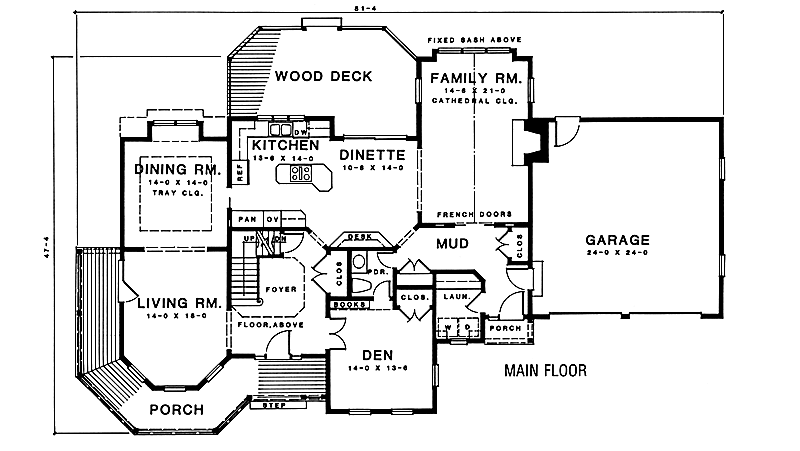 81-4
FIXED SASH ABOVE
WOOD DECK
FAMILY RM.
14-6 X 21-0
CATHEDRAL CLG.
DW
KITCHEN
13-6 X 14-0
DINETTE
10-6 X 14-0
REF
DINING RM.
14-0 X 14-0
TRAY CLG.
PAN OV
FRENCH DOORS
DESK
UP DN
MUD
CLOS
GARAGE
24-0 X 24-0
47-4
CLOS
PDR.
FOYER
LIVING RM.
14-0 X 18-0
BOOKS
CLOS.
LAUN.
FLOOR ABOVE
W D
PORCH
DEN
14-0 X 13-6
MAIN FLOOR
PORCH
STEP